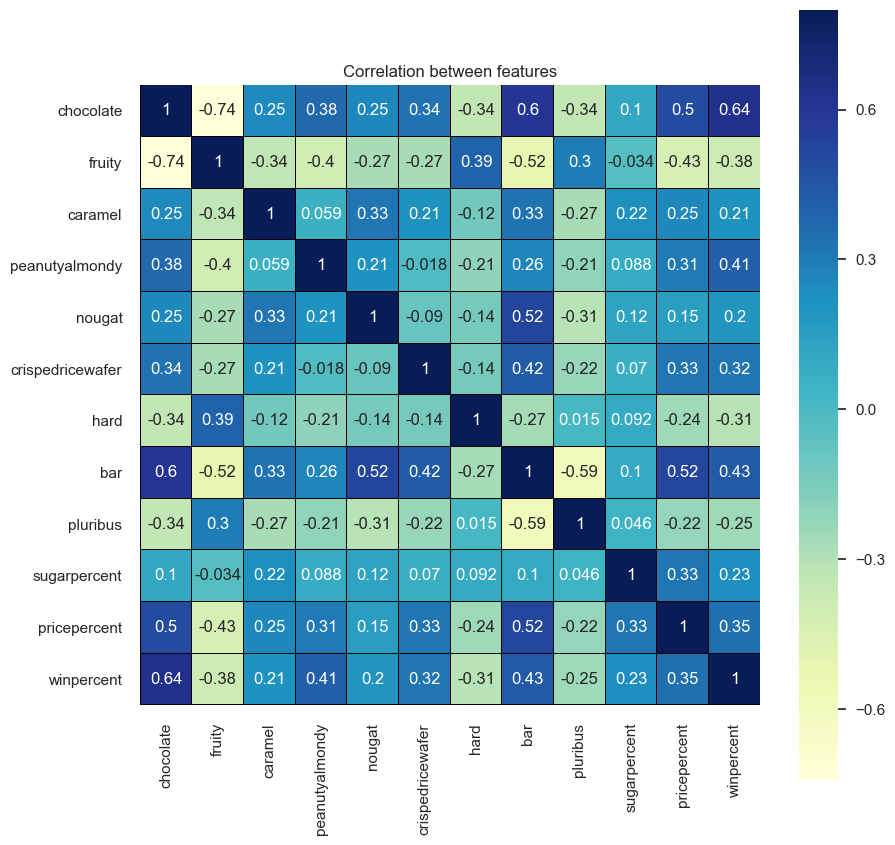 Correlation between features
chocolate 1 -0.74 0.25 0.38 0.25 0.34 -0.34 0.6 -0.34 0.1 0.5 0.64
fruity -0.74 1 -0.34 -0.4 -0.27 -0.27 0.39 -0.52 0.3 -0.034 -0.43 -0.38
caramel 0.25 -0.34 1 0.059 0.33 0.21 -0.12 0.33 -0.27 0.22 0.25 0.21
peanutyalmondy 0.38 -0.4 0.059 1 0.21 -0.018 -0.21 0.26 -0.21 0.088 0.31 0.41
nougat 0.25 -0.27 0.33 0.21 1 -0.09 -0.14 0.52 -0.31 0.12 0.15 0.2
crispedricewafer 0.34 -0.27 0.21 -0.018 -0.09 1 -0.14 0.42 -0.22 0.07 0.33 0.32
hard -0.34 0.39 -0.12 -0.21 -0.14 -0.14 1 -0.27 0.015 0.092 -0.24 -0.31
bar 0.6 -0.52 0.33 0.26 0.52 0.42 -0.27 1 -0.59 0.1 0.52 0.43
pluribus -0.34 0.3 -0.27 -0.21 -0.31 -0.22 0.015 -0.59 1 0.046 -0.22 -0.25
sugarpercent 0.1 -0.034 0.22 0.088 0.12 0.07 0.092 0.1 0.046 1 0.33 0.23
pricepercent 0.5 -0.43 0.25 0.31 0.15 0.33 -0.24 0.52 -0.22 0.33 1 0.35
winpercent 0.64 -0.38 0.21 0.41 0.2 0.32 -0.31 0.43 -0.25 0.23 0.35 1
chocolate
fruity
caramel
peanutyalmondy
nougat
crispedricewafer
hard
bar
pluribus
sugarpercent
pricepercent
winpercent
0.6
0.3
0.0
−0.3
−0.6